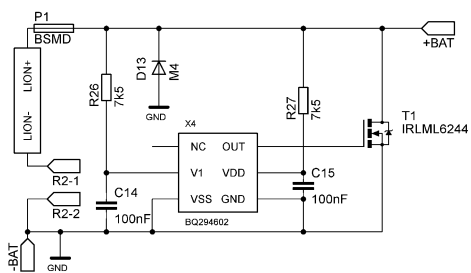 P1
BSMD
+BAT
LION+
LION-
R26
7k5
D13
M4
GND
R27
7k5
T1
IRLML6244
X4
NC
OUT
V1
VDD
VSS
GND
BQ294602
C14
100nF
C15
100nF
R2-1
R2-2
-BAT
GND